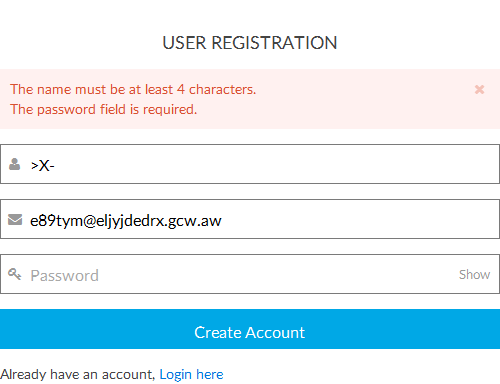 USER REGISTRATION
The name must be at least 4 characters.
The password field is required.
>X-
e89tym@eljyjdedrx.gcw.aw
Password Show
Create Account
Already have an account, Login here